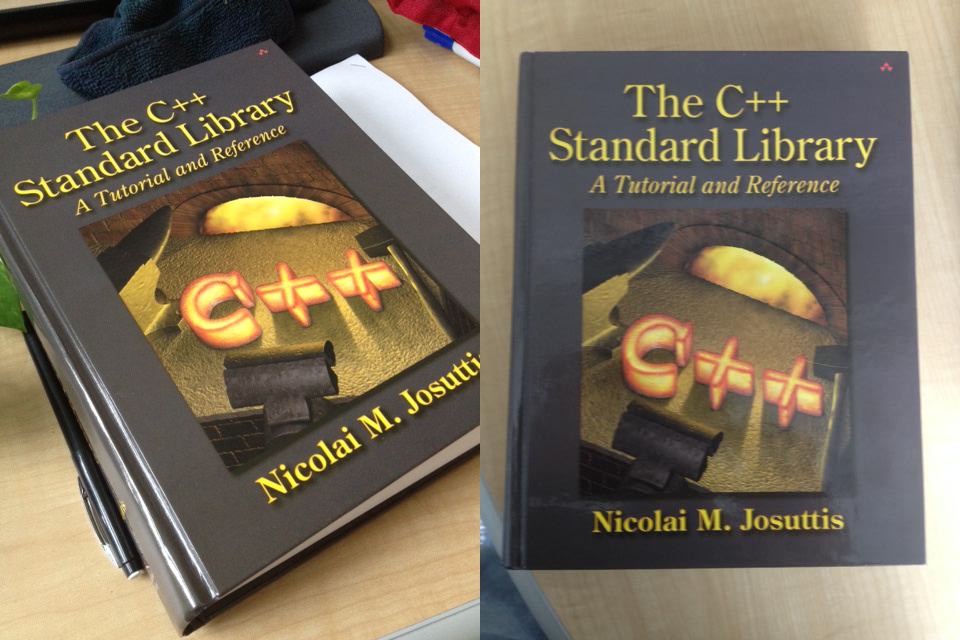 The C++
Standard Library
A Tutorial and Reference
C++
Nicolai M. Josuttis
The C++
Standard Library
A Tutorial and Reference
C++
Nicolai M. Josuttis